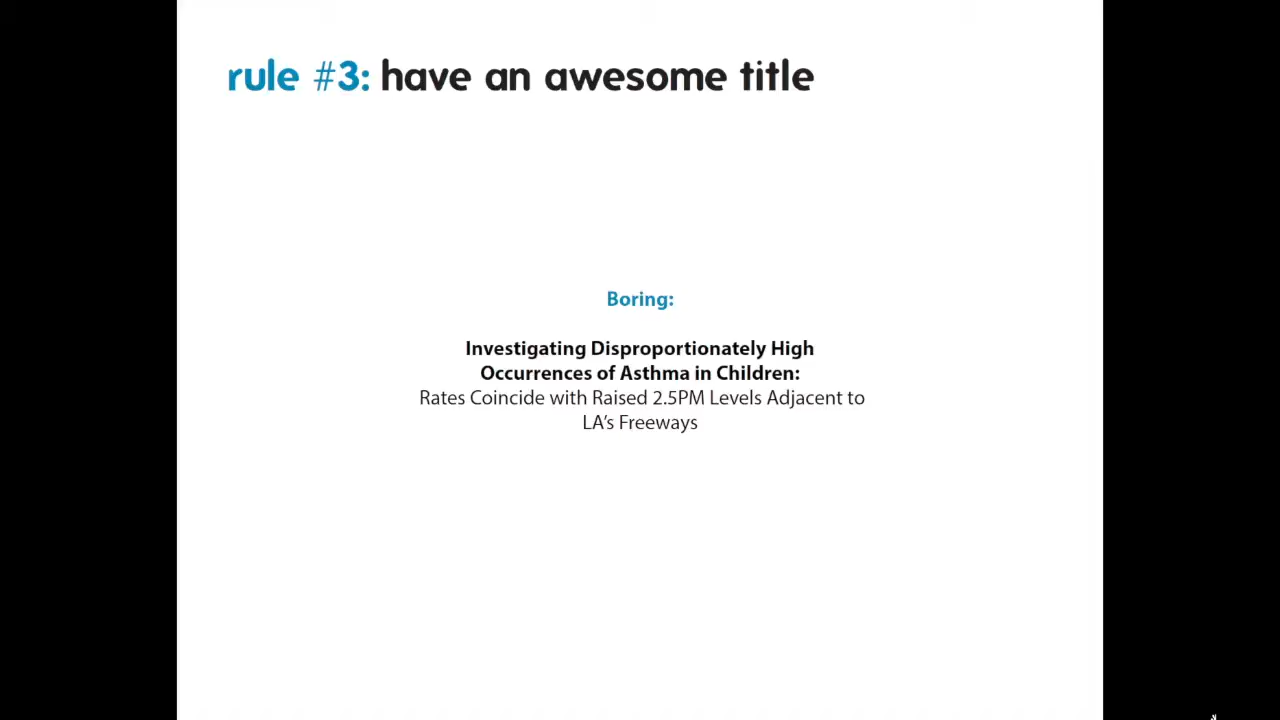 rule #3: have an awesome title
Boring:
Investigating Disproportionately High
Occurrences of Asthma in Children:
Rates Coincide with Raised 2.5PM Levels Adjacent to
LA's Freeways